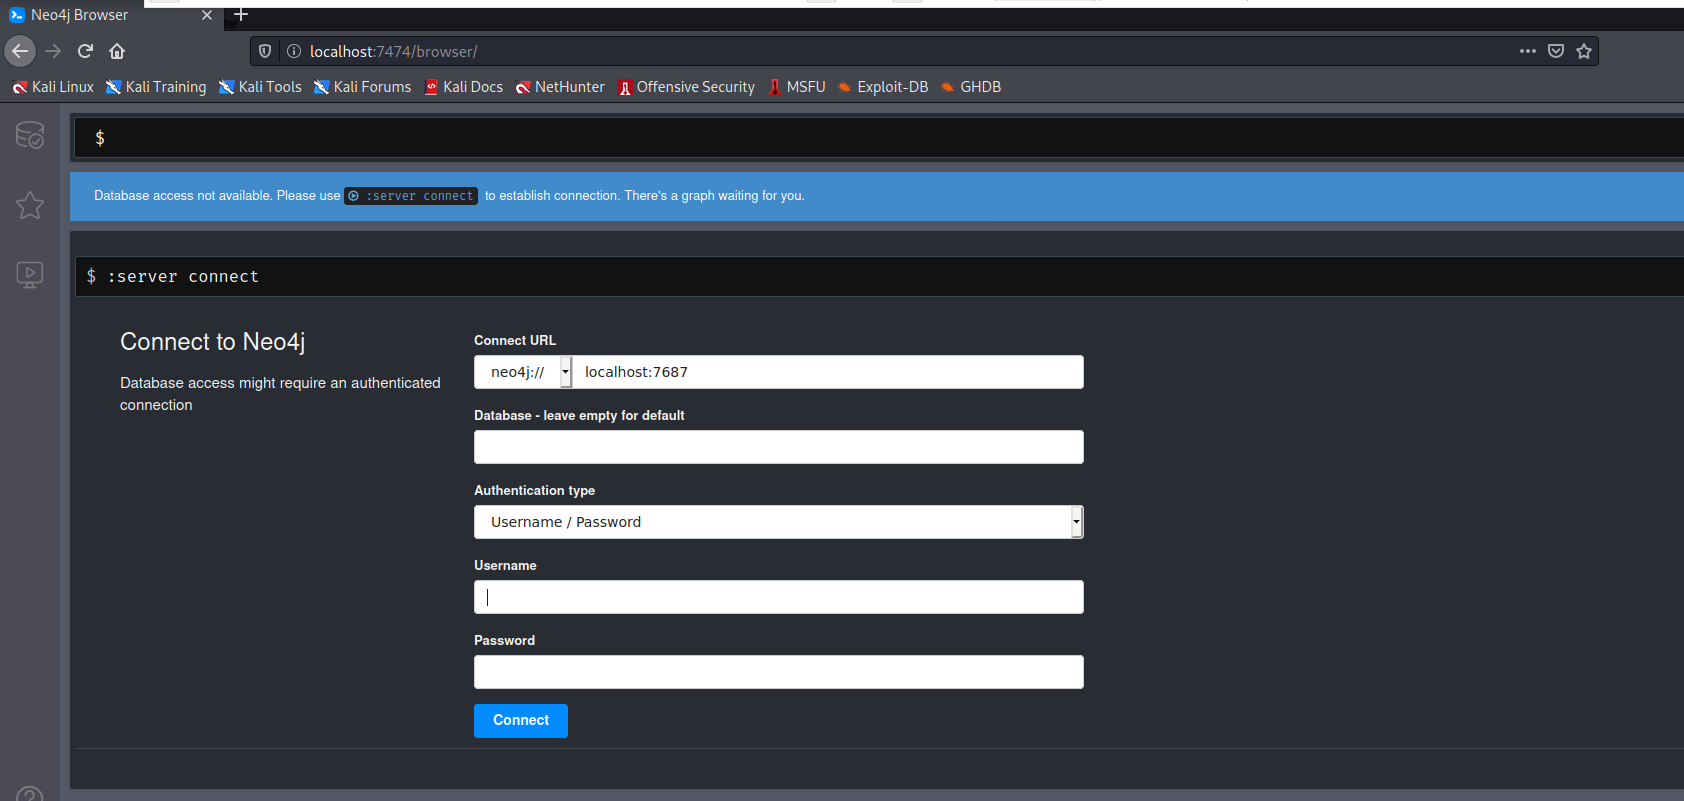 Neo4j Browser
localhost:7474/browser/
Kali Linux Kali Training Kali Tools Kali Forums Kali Docs NetHunter Offensive Security MSFU Exploit-DB GHDB
$
Database access not available. Please use :server connect to establish connection. There's a graph waiting for you.
$ :server connect
Connect to Neo4j
Database access might require an authenticated
connection
Connect URL
neo4j:// localhost:7687
Database - leave empty for default
Authentication type
Username / Password
Username
Password
Connect